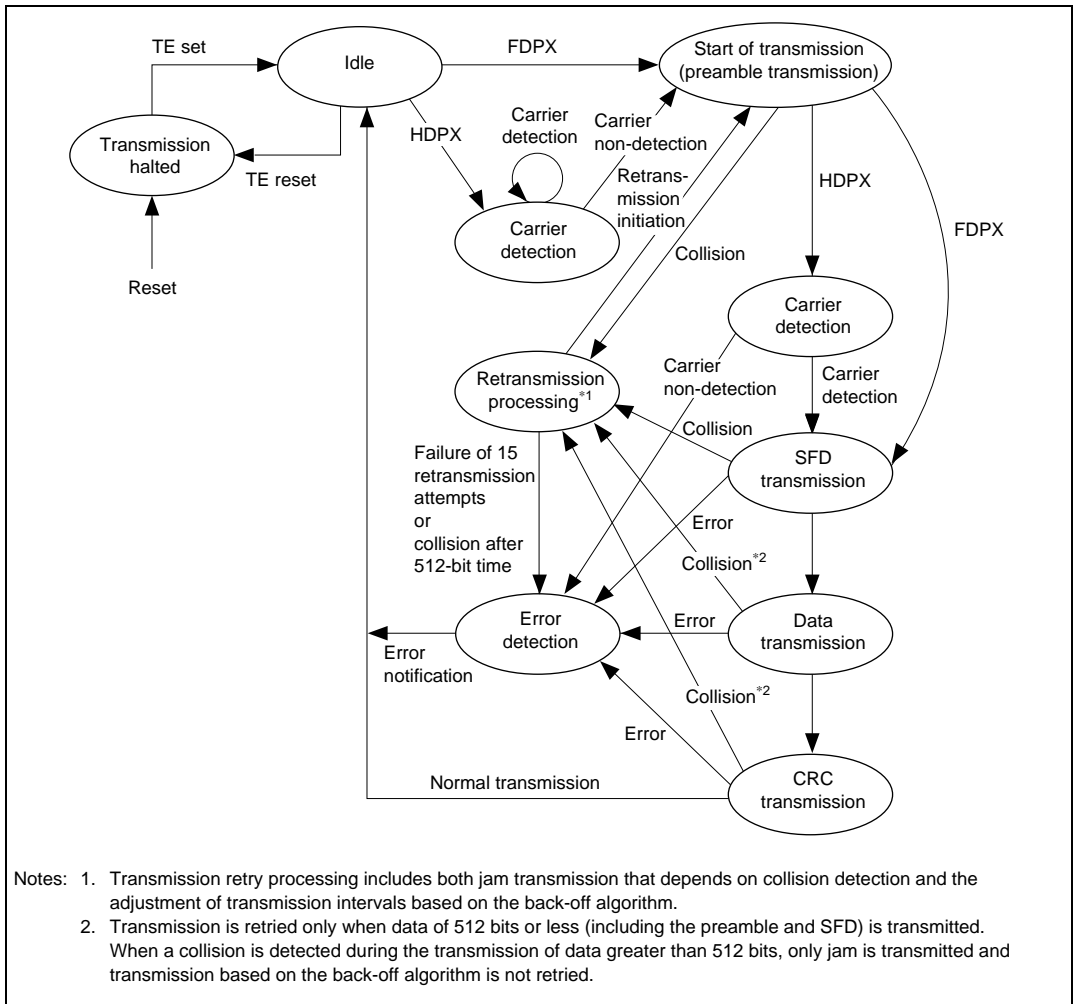 TE set
Idle
FDPX
Start of transmission
(preamble transmission)
Transmission
halted
TE reset
HDPX
Carrier
detection
Carrier
non-detection
Retrans-
mission
initiation
HDPX
FDPX
Carrier
detection
Collision
Reset
Carrier
detection
Retransmission
processing*1
Carrier
non-detection
Carrier
detection
Collision
SFD
transmission
Failure of 15
retransmission
attempts
or
collision after
512-bit time
Error
Collision*2
Error
detection
Error
Data
transmission
Error
notification
Collision*2
Error
Normal transmission
CRC
transmission
Notes: 1. Transmission retry processing includes both jam transmission that depends on collision detection and the
adjustment of transmission intervals based on the back-off algorithm.
2. Transmission is retried only when data of 512 bits or less (including the preamble and SFD) is transmitted.
When a collision is detected during the transmission of data greater than 512 bits, only jam is transmitted and
transmission based on the back-off algorithm is not retried.